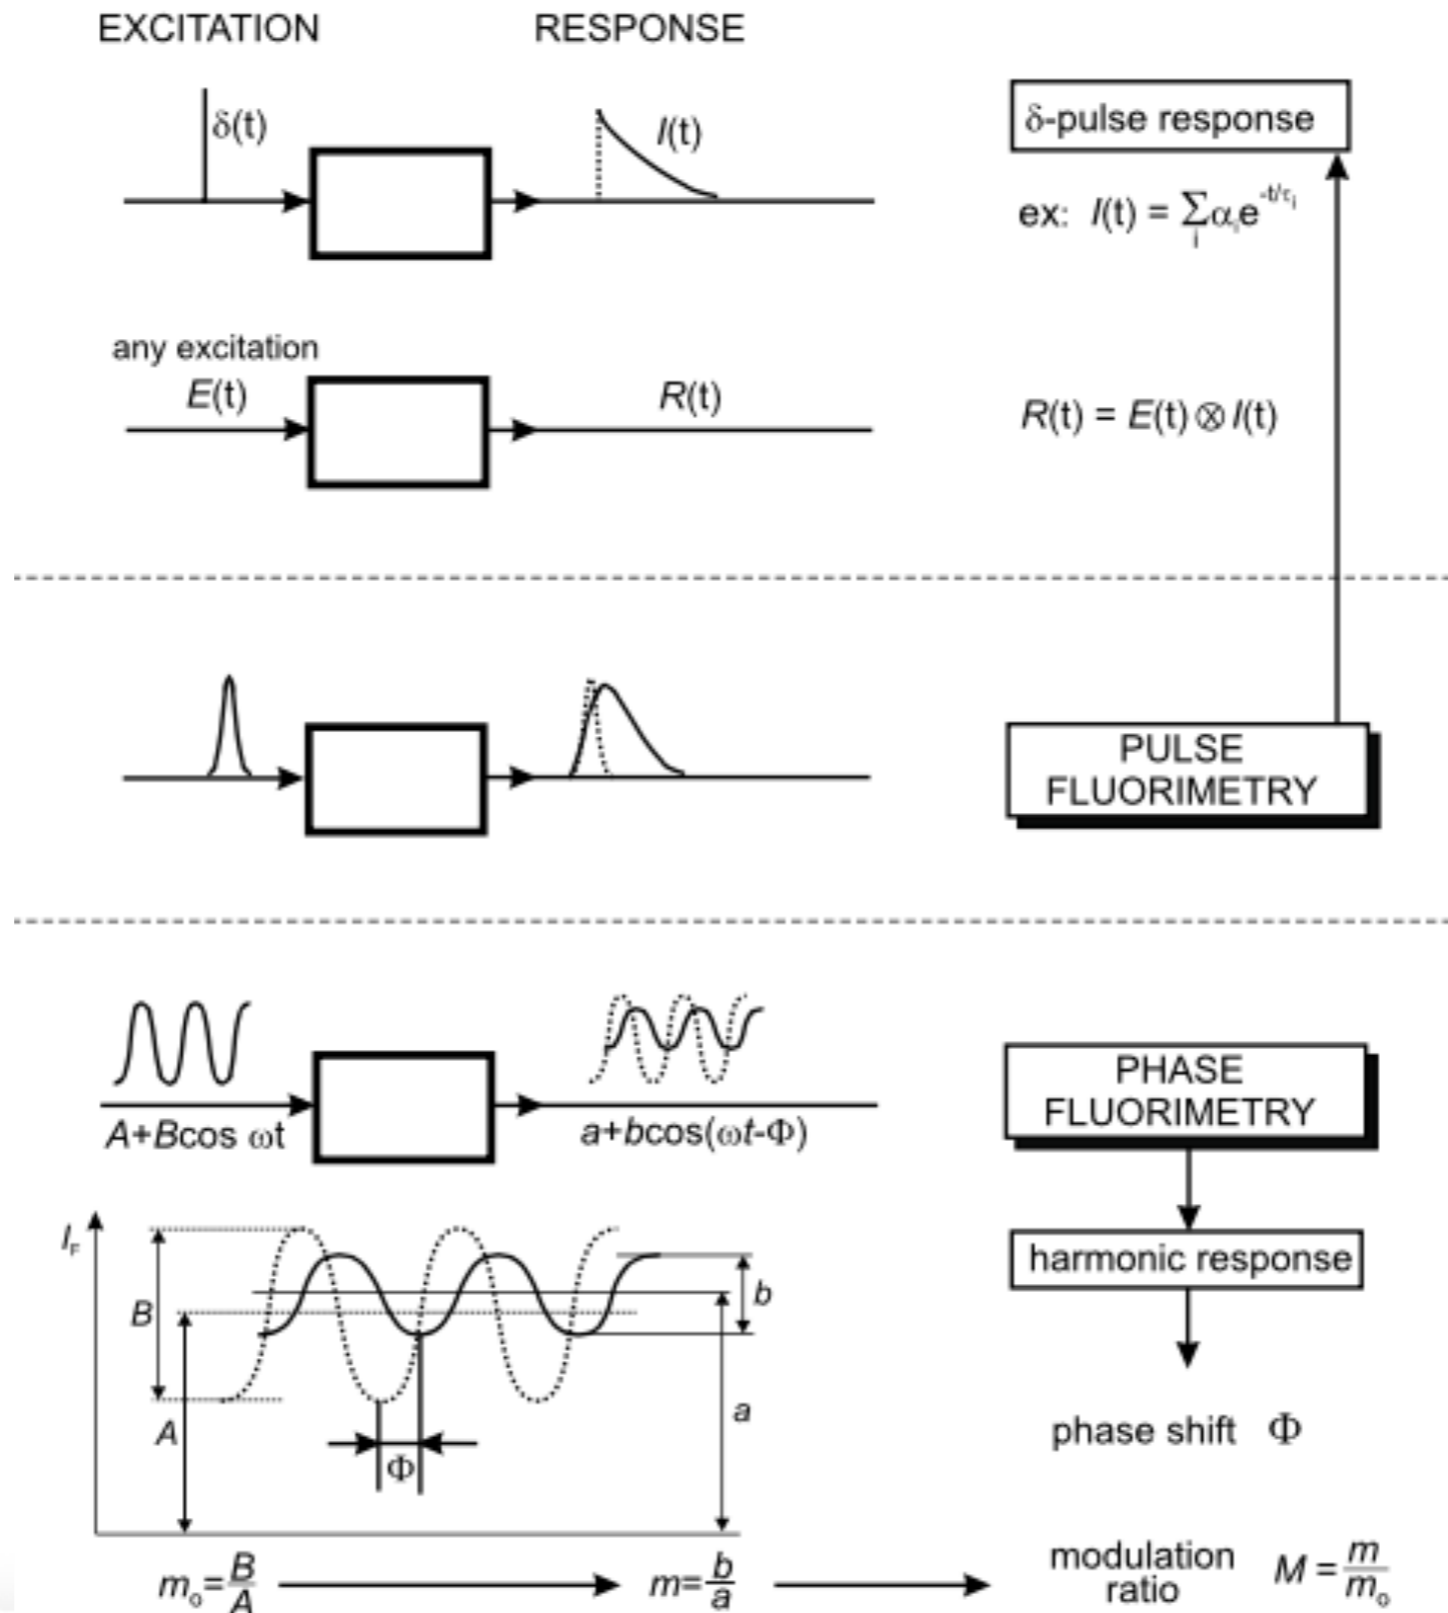 EXCITATION RESPONSE
δ(t)
I(t)
δ-pulse response
ex: I(t) = ∑ᵢ αᵢe^-t/τᵢ
any excitation
E(t)
R(t)
R(t) = E(t) ⊗ I(t)
PULSE
FLUORIMETRY
A+Bcos ωt
a+bcos(ωt-Φ)
PHASE
FLUORIMETRY
harmonic response
I_F
B
A
Φ
b
a
phase shift Φ
m₀=B/A
m=b/a
modulation
ratio
M = m/m₀